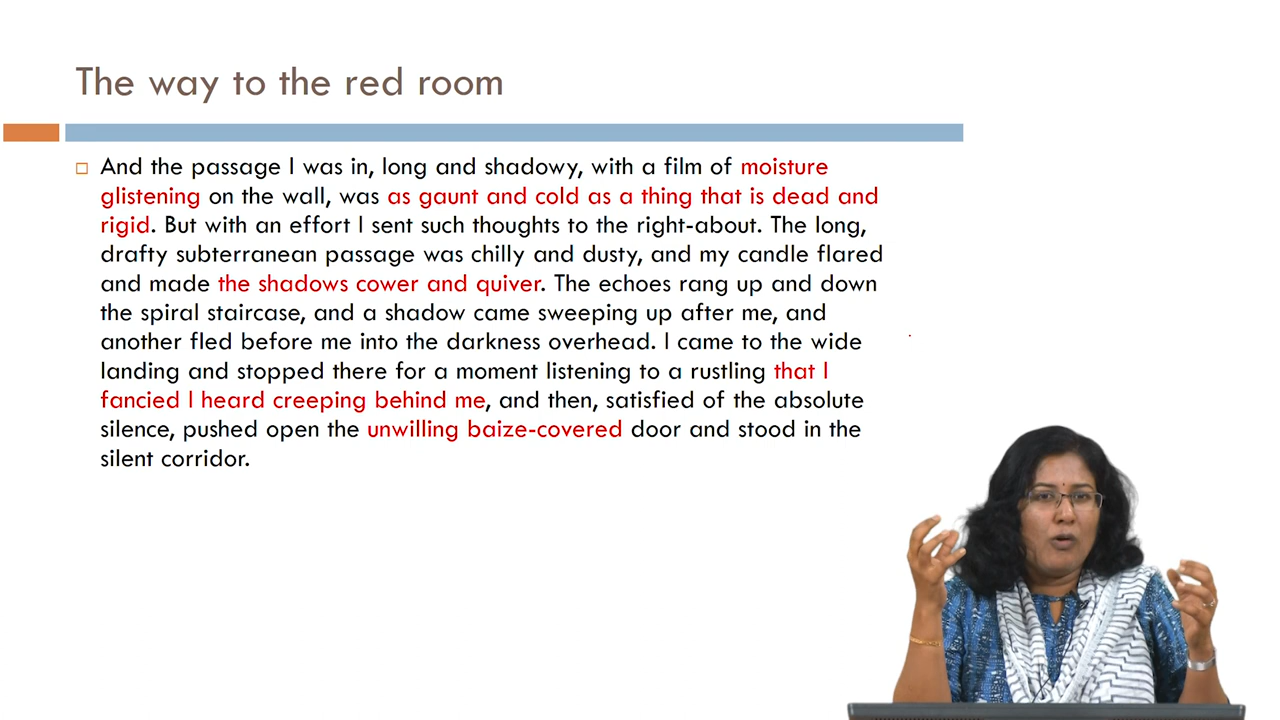 The way to the red room
And the passage I was in, long and shadowy, with a film of moisture
glistening on the wall, was as gaunt and cold as a thing that is dead and
rigid. But with an effort I sent such thoughts to the right-about. The long,
drafty subterranean passage was chilly and dusty, and my candle flared
and made the shadows cower and quiver. The echoes rang up and down
the spiral staircase, and a shadow came sweeping up after me, and
another fled before me into the darkness overhead. I came to the wide
landing and stopped there for a moment listening to a rustling that I
fancied I heard creeping behind me, and then, satisfied of the absolute
silence, pushed open the unwilling baize-covered door and stood in the
silent corridor.